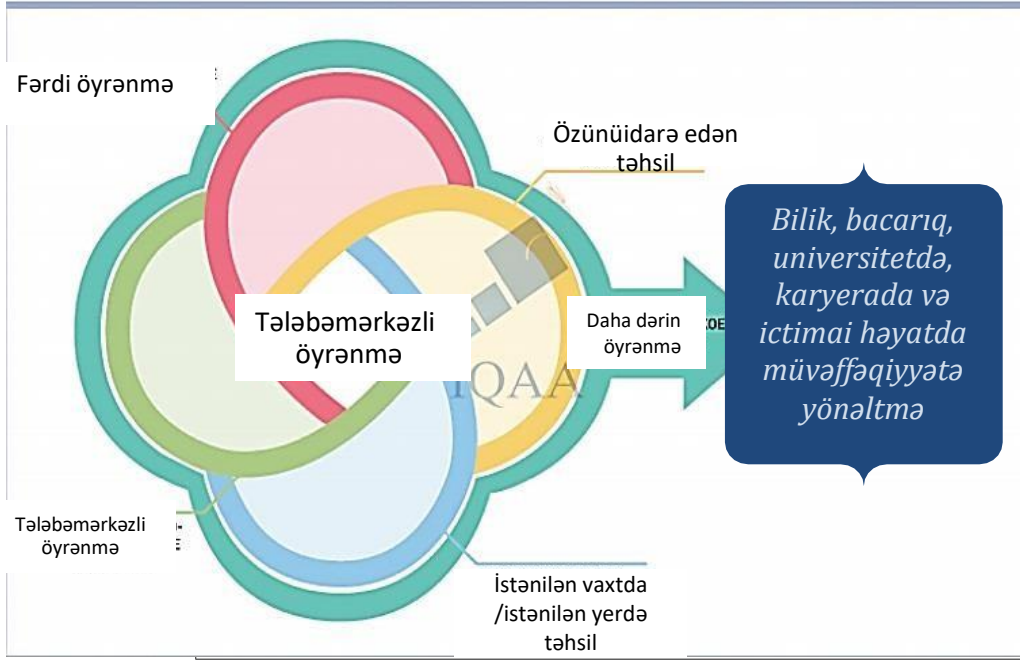 Fərdi öyrənmə
Özünüidarə edən
təhsil
Bilik, bacarıq,
universitetdə,
karyerada və
ictimai həyatda
müvəffəqiyyətə
yönəltmə
Tələbəmərkəzli
öyrənmə
Daha dərin
öyrənmə
IQAA
Tələbəmərkəzli
öyrənmə
İstənilən vaxtda
/istənilən yerdə
təhsil